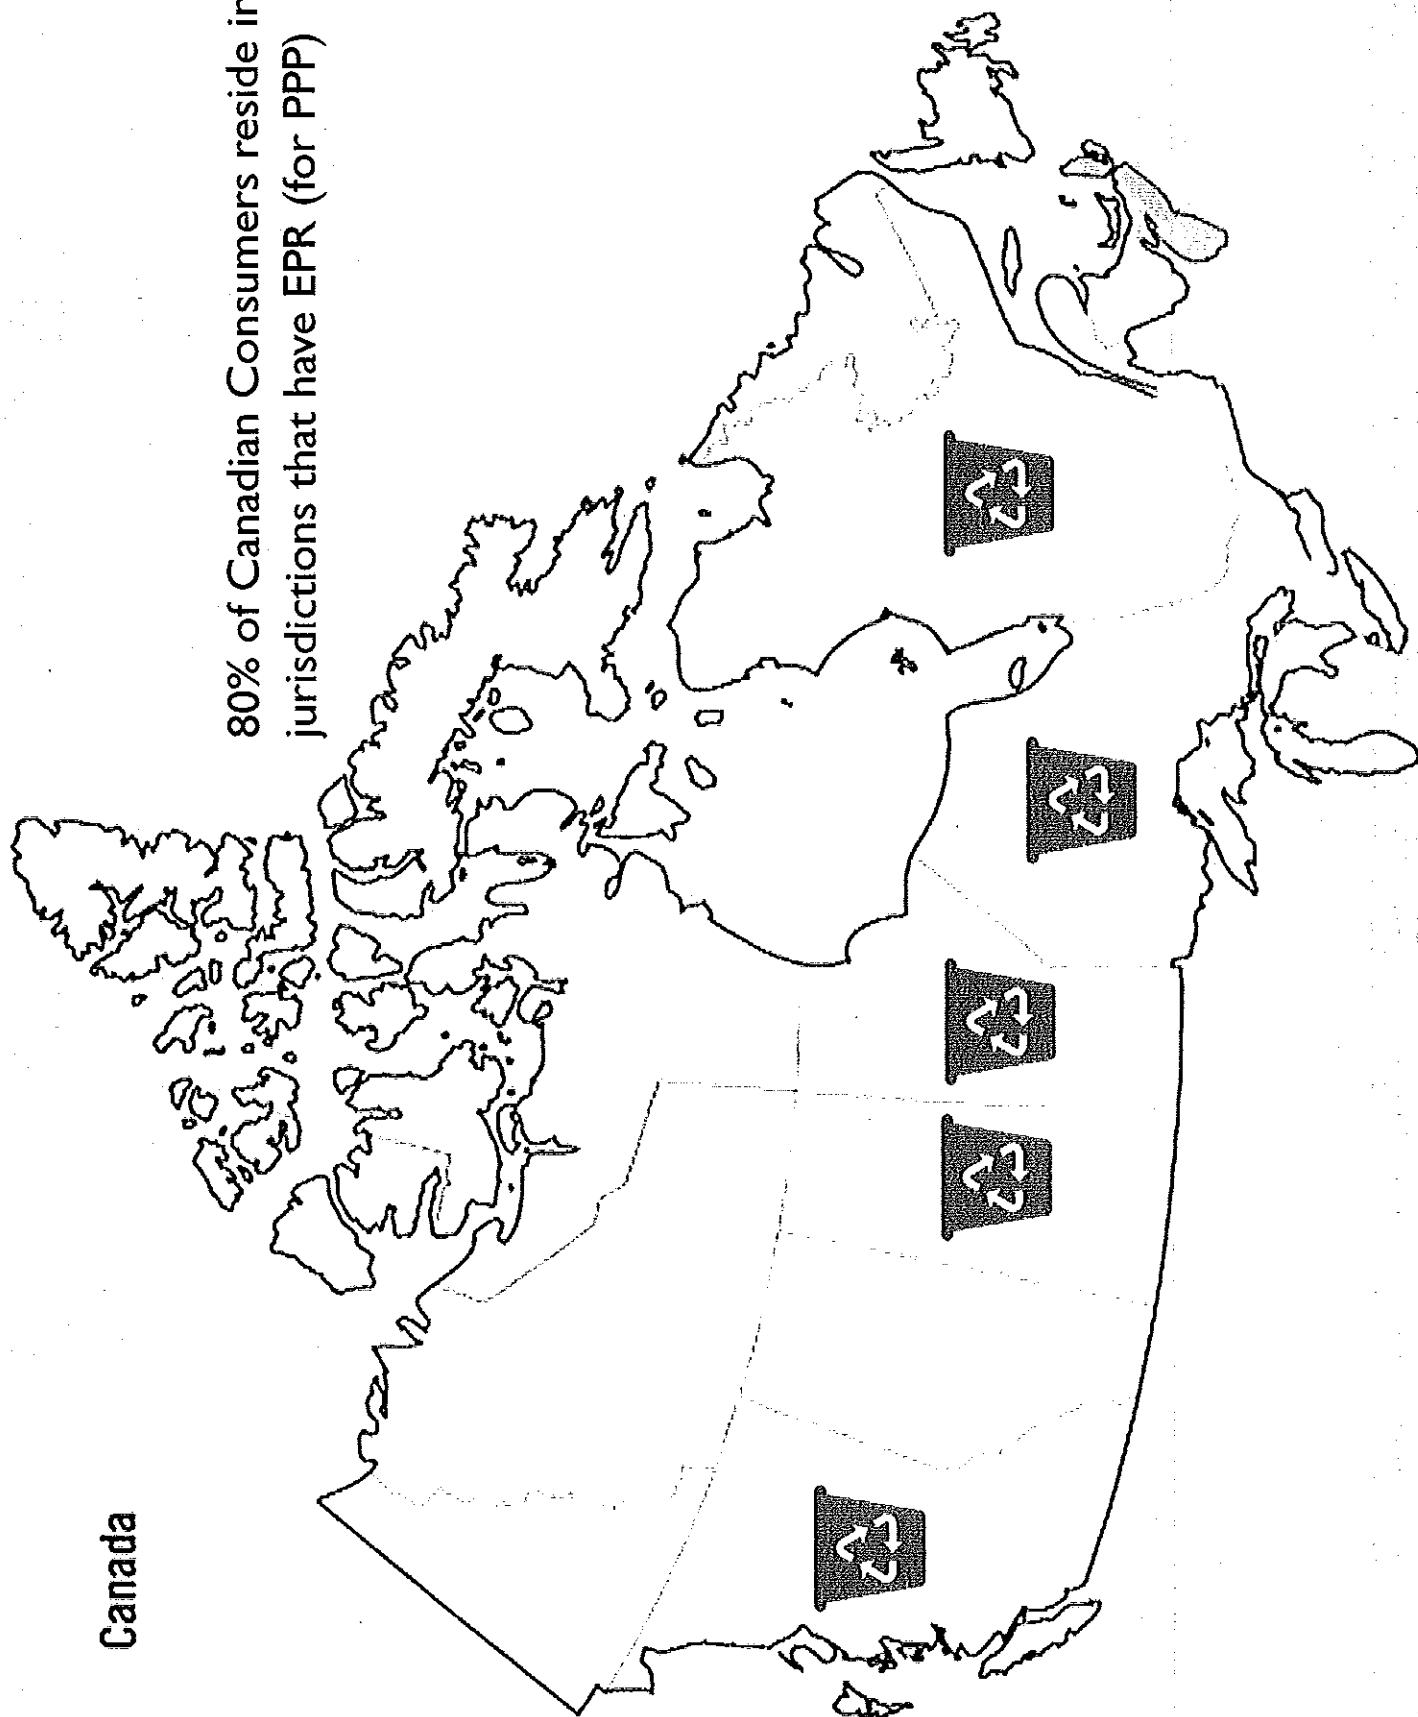 Canada
80% of Canadian Consumers reside in
jurisdictions that have EPR (for PPP)